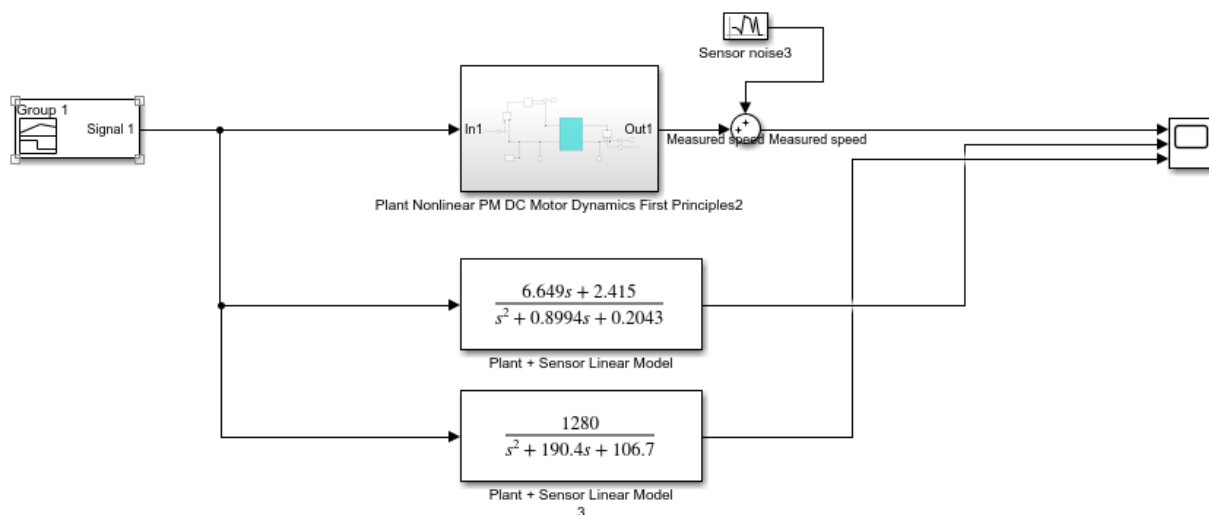 Sensor noise3
Group 1
Signal 1
In1
Out1
Measured speed
Measured speed
Plant Nonlinear PM DC Motor Dynamics First Principles2
6.649s + 2.415
s² + 0.8994s + 0.2043
Plant + Sensor Linear Model
1280
s² + 190.4s + 106.7
Plant + Sensor Linear Model
3